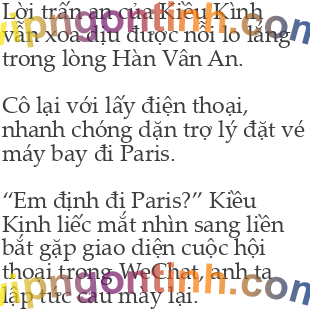 Lời trấn an của Kiều Kình
vẫn xoa dịu được nỗi lo lắng
trong lòng Hàn Vân An.
Cô lại với lấy điện thoại,
nhanh chóng dặn trợ lý đặt vé
máy bay đi Paris.
“Em định đi Paris?” Kiều
Kinh liếc mắt nhìn sang liền
bắt gặp giao diện cuộc hội
thoại trong WeChat, anh ta
lập tức cau mày lại.
vipngontinh.com
vipngontinh.com